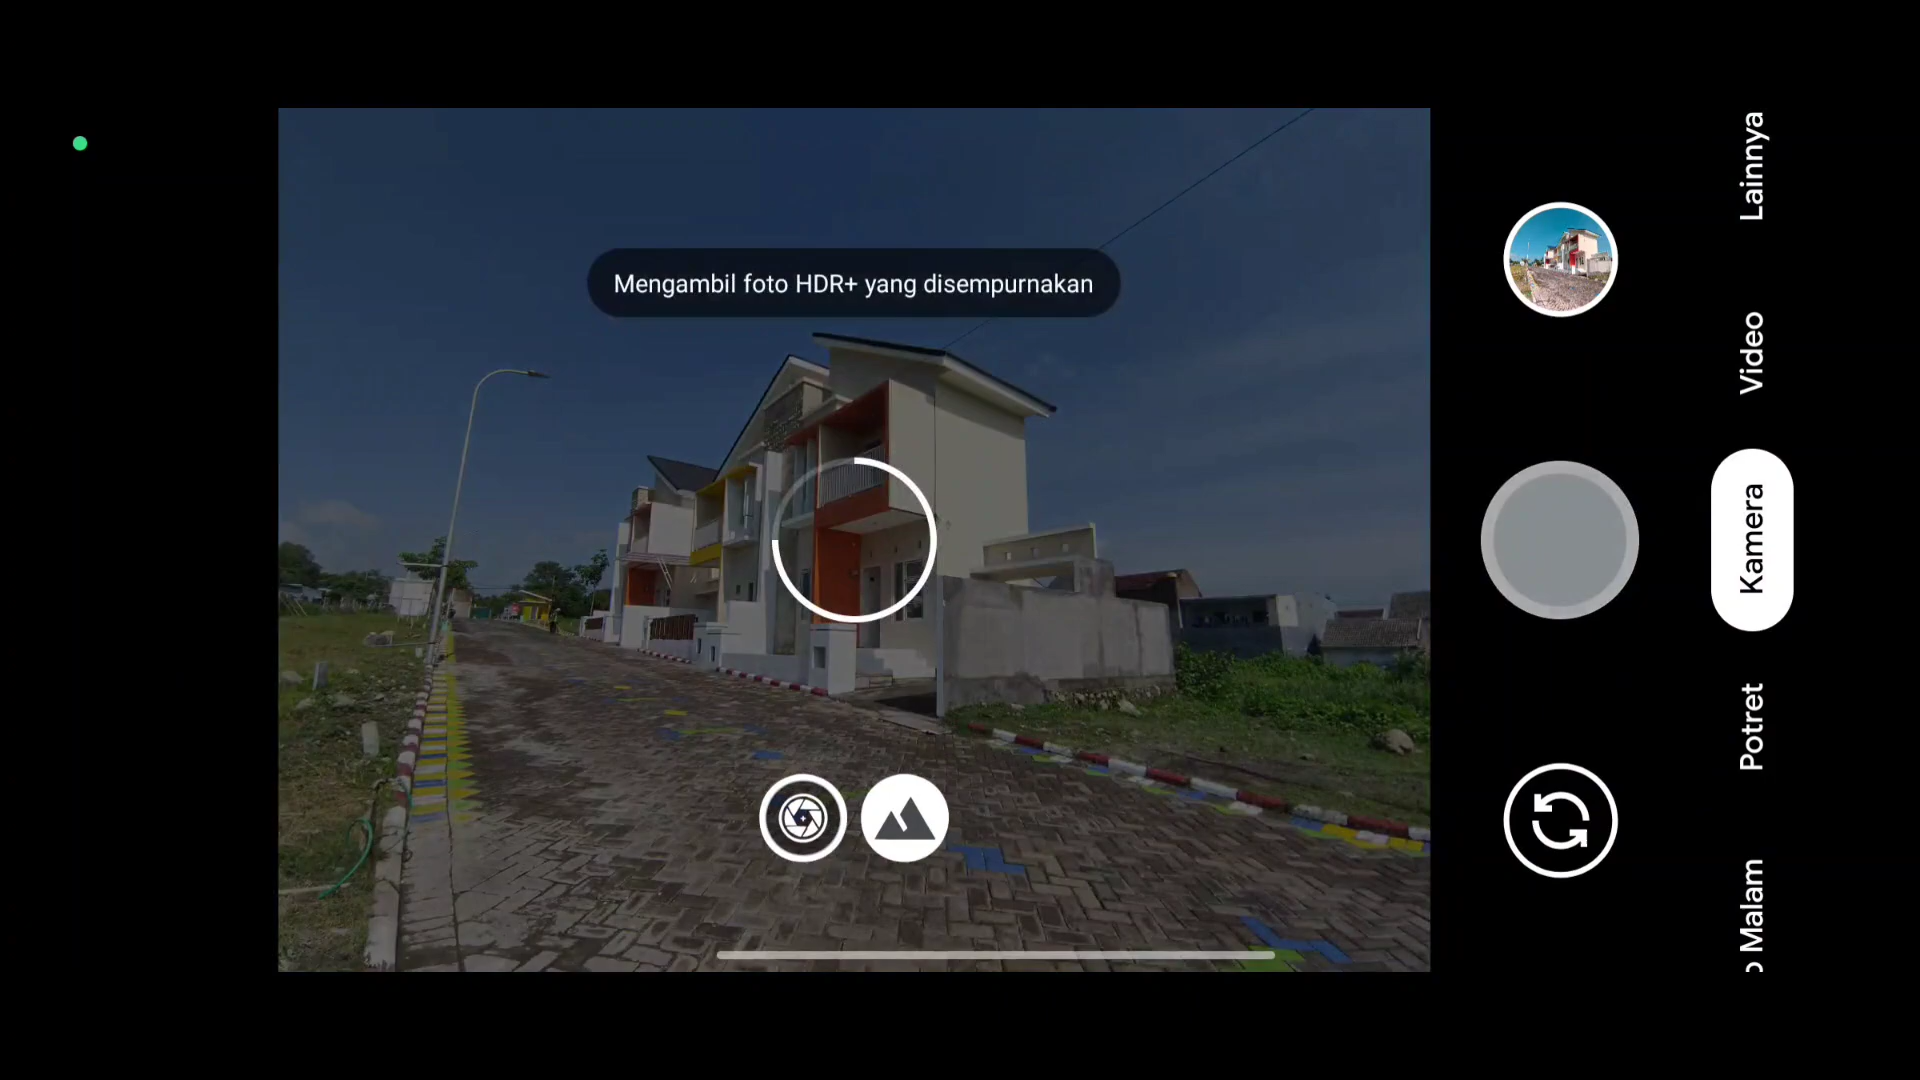 Mengambil foto HDR+ yang disempurnakan
Lainnya
Video
Kamera
Potret
Malam